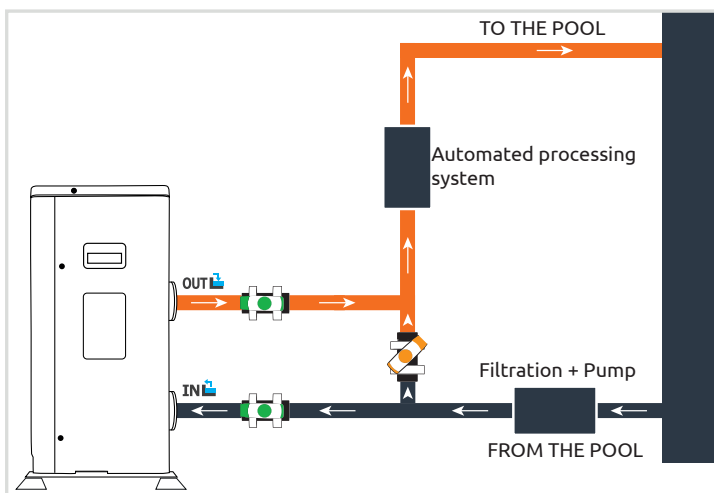 TO THE POOL
Automated processing
system
OUT
IN
Filtration + Pump
FROM THE POOL